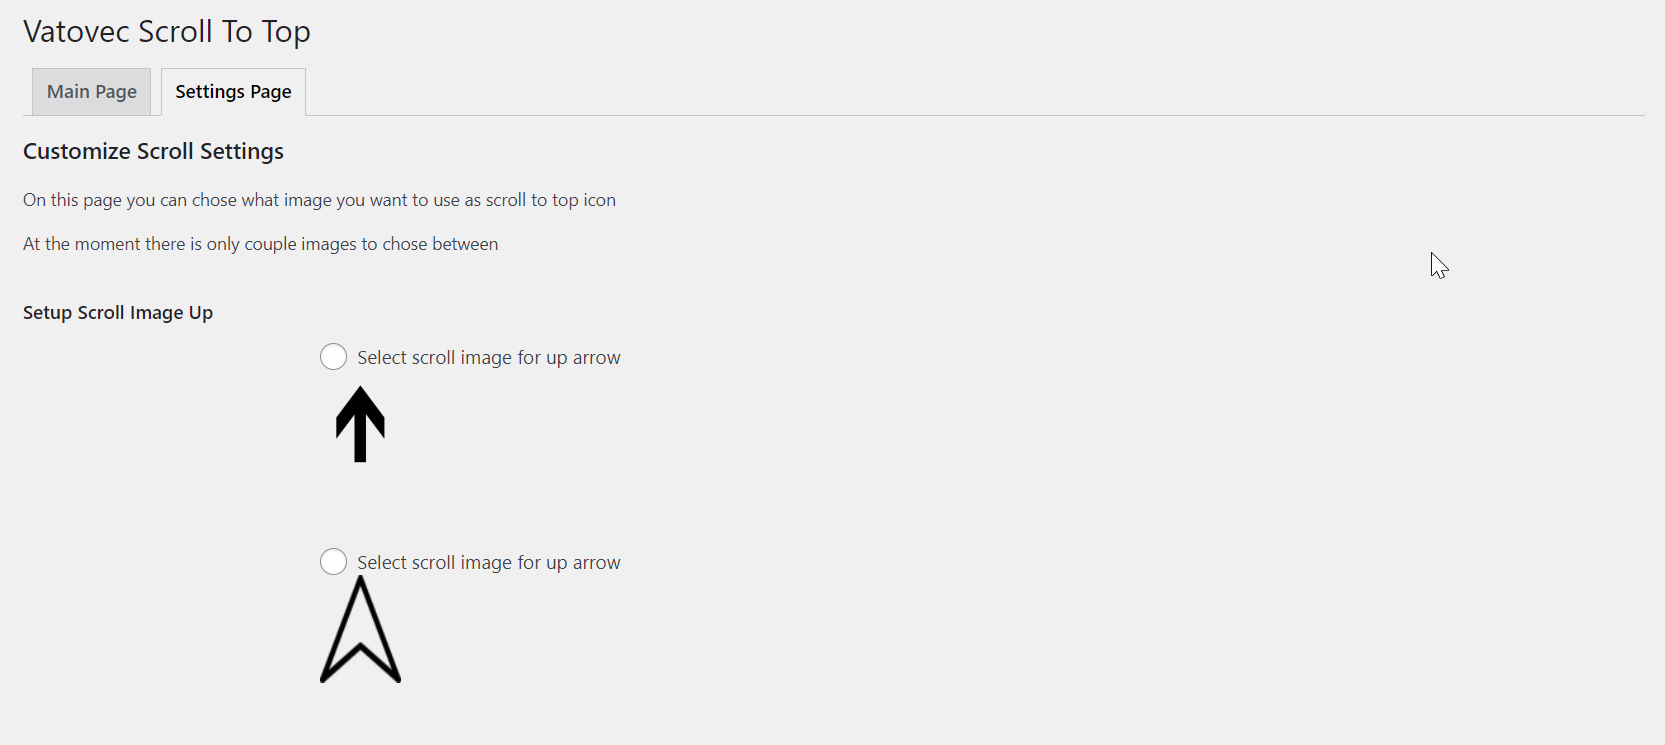 Vatovec Scroll To Top
Main Page
Settings Page
Customize Scroll Settings
On this page you can chose what image you want to use as scroll to top icon
At the moment there is only couple images to chose between
Setup Scroll Image Up
Select scroll image for up arrow
Select scroll image for up arrow